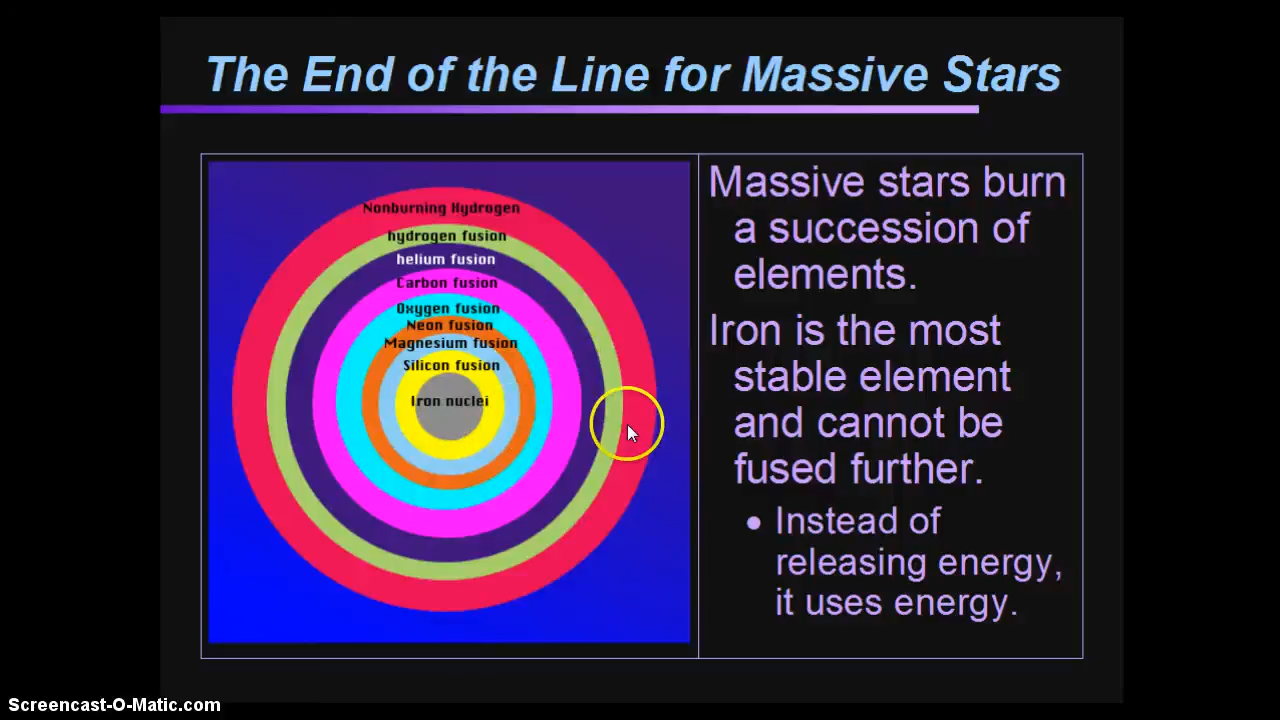 The End of the Line for Massive Stars
Nonburning Hydrogen
hydrogen fusion
helium fusion
Carbon fusion
Oxygen fusion
Neon fusion
Magnesium fusion
Silicon fusion
Iron nuclei
Massive stars burn
a succession of
elements.
Iron is the most
stable element
and cannot be
fused further.
• Instead of
releasing energy,
it uses energy.
Screencast-O-Matic.com